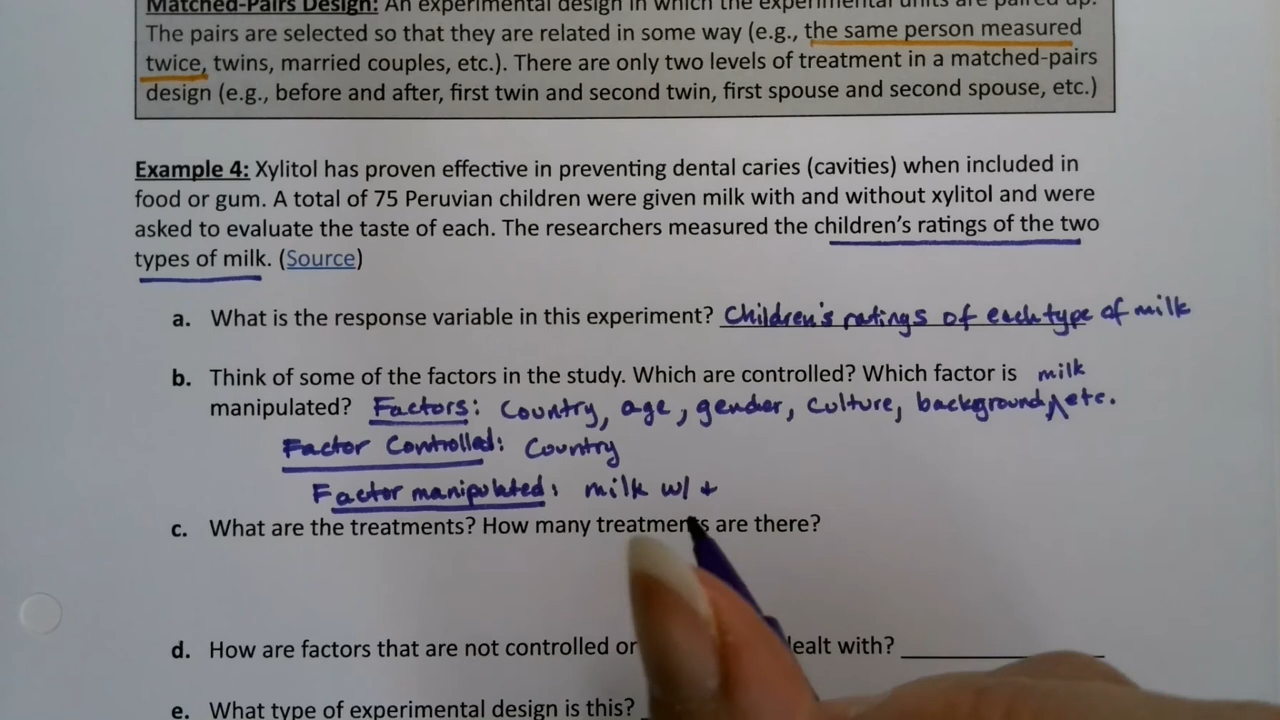 Matched-Pairs Design: An experimental design in which the experimental units are paired up.
The pairs are selected so that they are related in some way (e.g., the same person measured
twice, twins, married couples, etc.). There are only two levels of treatment in a matched-pairs
design (e.g., before and after, first twin and second twin, first spouse and second spouse, etc.)
Example 4: Xylitol has proven effective in preventing dental caries (cavities) when included in
food or gum. A total of 75 Peruvian children were given milk with and without xylitol and were
asked to evaluate the taste of each. The researchers measured the children's ratings of the two
types of milk. (Source)
a. What is the response variable in this experiment? Children's ratings of each type of milk
b. Think of some of the factors in the study. Which are controlled? Which factor is milk
manipulated? Factors: Country, age, gender, culture, background, etc.
Factor Controlled: Country
Factor manipulated: milk w/ +
c. What are the treatments? How many treatments are there?
d. How are factors that are not controlled or dealt with?
e. What type of experimental design is this?